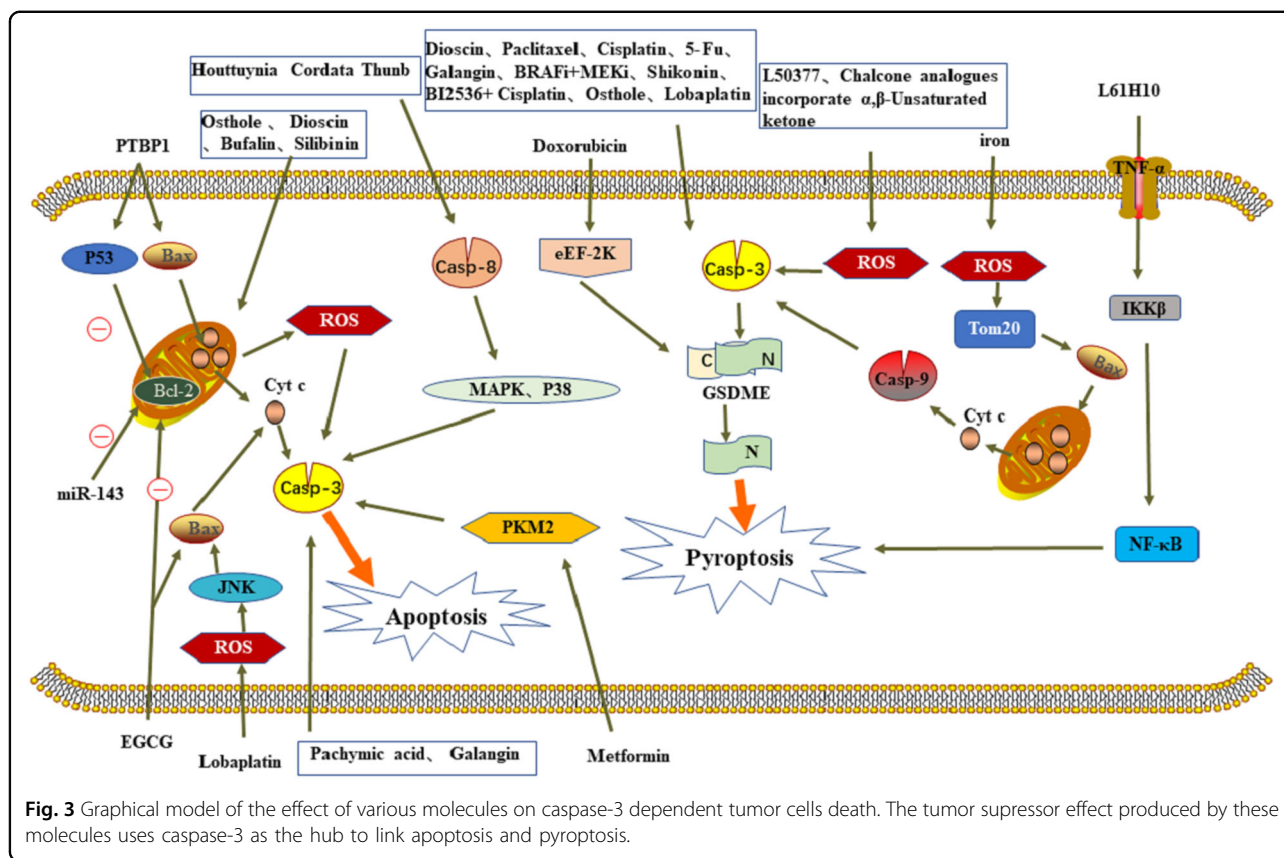 Houttuynia Cordata Thunb
Dioscin、Paclitaxel、Cisplatin、5-Fu、
Galangin、BRAFi+MEKi、Shikonin、
BI2536+ Cisplatin、Osthole、Lobaplatin
L50377、Chalcone analogues
incorporate α,β-Unsaturated
ketone
L61H10
PTBP1
Osthole 、 Dioscin
、Bufalin、Silibinin
Doxorubicin
iron
TNF-α
P53
Bax
Casp-8
eEF-2K
Casp-3
ROS
ROS
ROS
IKKβ
Tom20
Bcl-2
Cyt c
MAPK、P38
C
N
GSDME
Casp-9
Bax
Cyt c
N
miR-143
Casp-3
Bax
PKM2
Pyroptosis
NF-κB
JNK
Apoptosis
ROS
EGCG
Lobaplatin
Pachymic acid、 Galangin
Metformin
Fig. 3 Graphical model of the effect of various molecules on caspase-3 dependent tumor cells death. The tumor supressor effect produced by these
molecules uses caspase-3 as the hub to link apoptosis and pyroptosis.